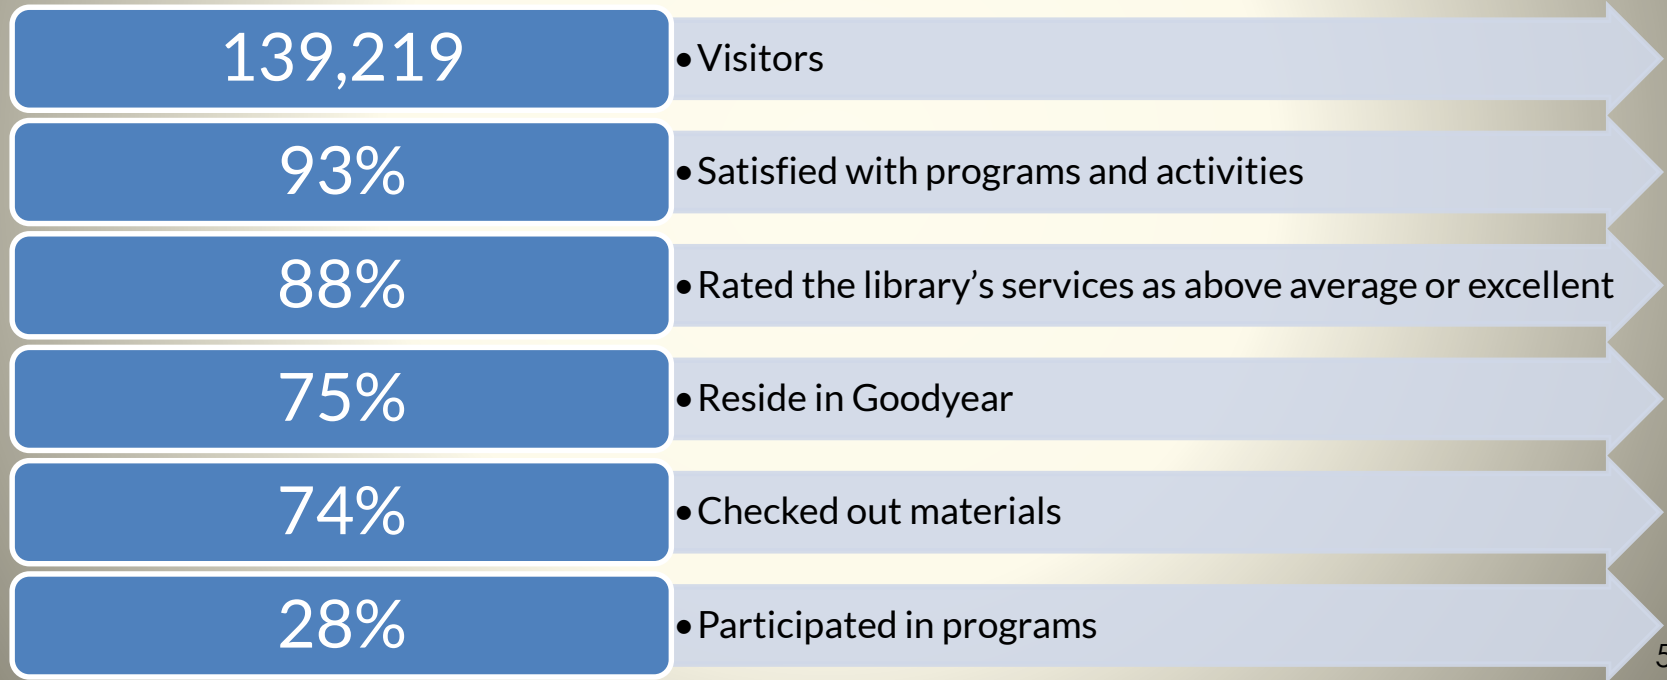 139,219
•Visitors
93%
•Satisfied with programs and activities
88%
•Rated the library’s services as above average or excellent
75%
•Reside in Goodyear
74%
•Checked out materials
28%
•Participated in programs
5